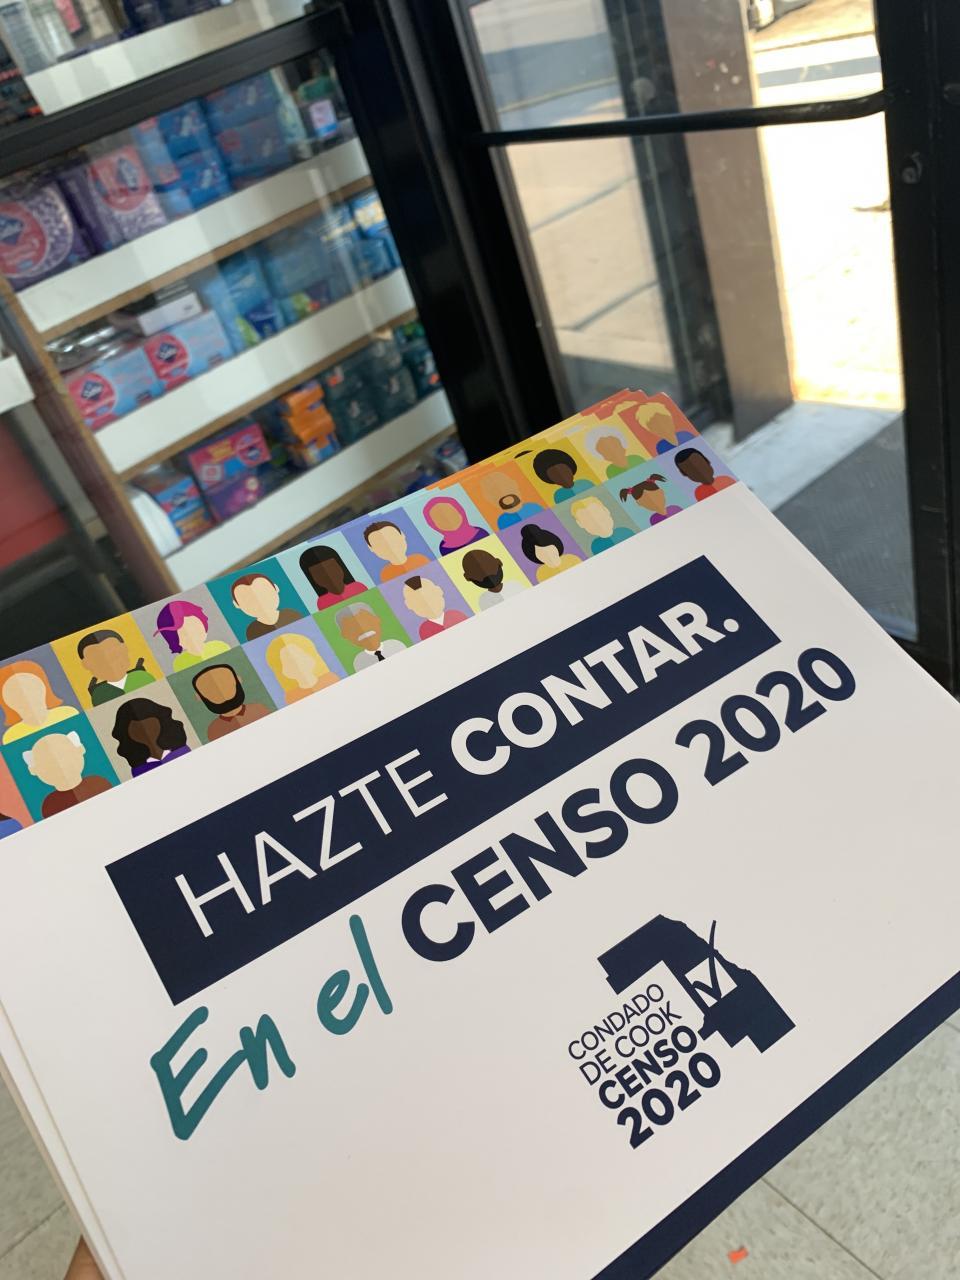 HAZTE CONTAR.
En el CENSO 2020
CONDADO
DE COOK
CENSO
2020